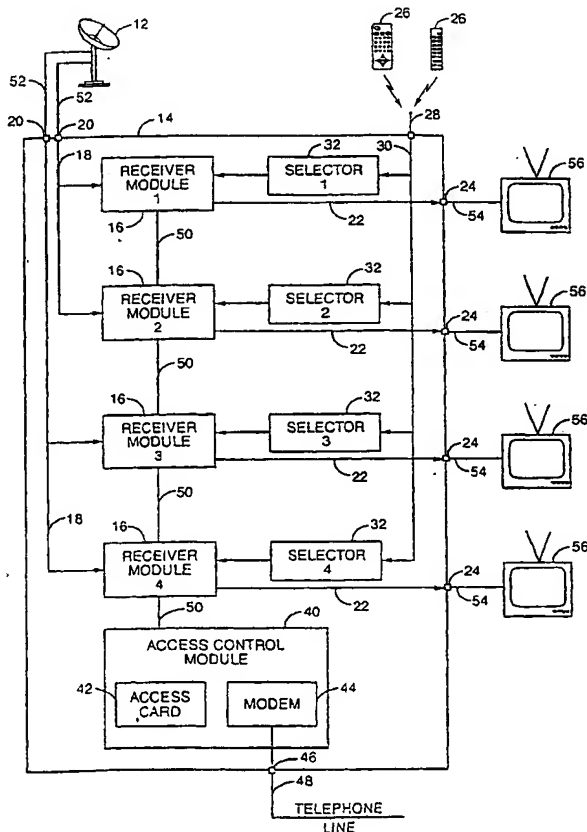 12
26
26
52
52
20
20
14
28
18
30
32
56
RECEIVER
MODULE
1
SELECTOR
1
24
16
22
54
50
56
16
32
RECEIVER
MODULE
2
SELECTOR
2
24
22
54
50
56
16
32
RECEIVER
MODULE
3
SELECTOR
3
24
22
54
18
50
56
16
32
RECEIVER
MODULE
4
SELECTOR
4
24
22
54
50
40
ACCESS CONTROL
MODULE
42
ACCESS
CARD
MODEM
44
46
48
TELEPHONE
LINE